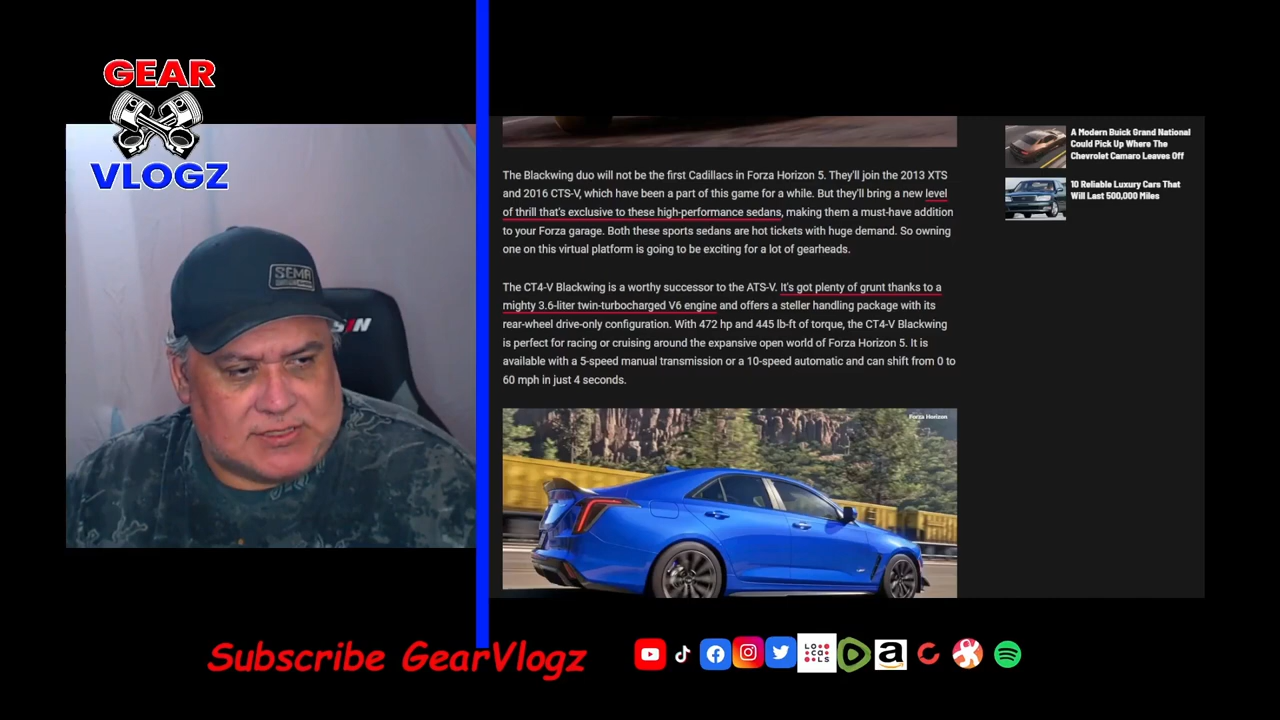 GEAR
VLOGZ
SEMA
The Blackwing duo will not be the first Cadillacs in Forza Horizon 5. They'll join the 2013 XTS
and 2016 CTS-V, which have been a part of this game for a while. But they'll bring a new level
of thrill that's exclusive to these high-performance sedans, making them a must-have addition
to your Forza garage. Both these sports sedans are hot tickets with huge demand. So owning
one on this virtual platform is going to be exciting for a lot of gearheads.
The CT4-V Blackwing is a worthy successor to the ATS-V. It's got plenty of grunt thanks to a
mighty 3.6-liter twin-turbocharged V6 engine and offers a steller handling package with its
rear-wheel drive-only configuration. With 472 hp and 445 lb-ft of torque, the CT4-V Blackwing
is perfect for racing or cruising around the expansive open world of Forza Horizon 5. It is
available with a 5-speed manual transmission or a 10-speed automatic and can shift from 0 to
60 mph in just 4 seconds.
Forza Horizon
A Modern Buick Grand National
Could Pick Up Where The
Chevrolet Camaro Leaves Off
10 Reliable Luxury Cars That
Will Last 500,000 Miles
Subscribe GearVlogz
LOCALS